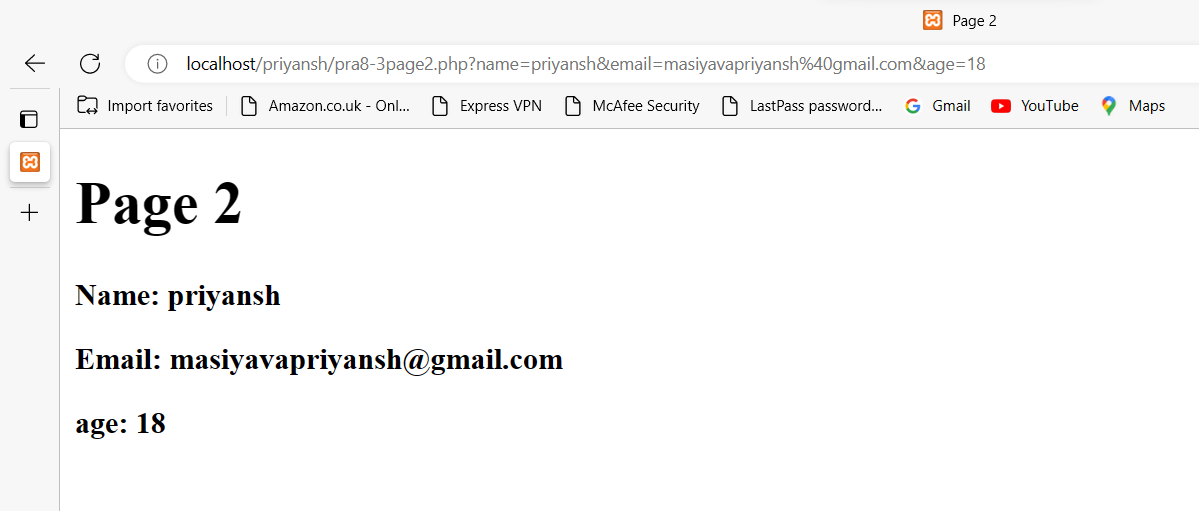 Page 2
localhost/priyansh/pra8-3page2.php?name=priyansh&email=masiyavapriyansh%40gmail.com&age=18
Import favorites Amazon.co.uk - Onl... Express VPN McAfee Security LastPass password... Gmail YouTube Maps
Page 2
Name: priyansh
Email: masiyavapriyansh@gmail.com
age: 18